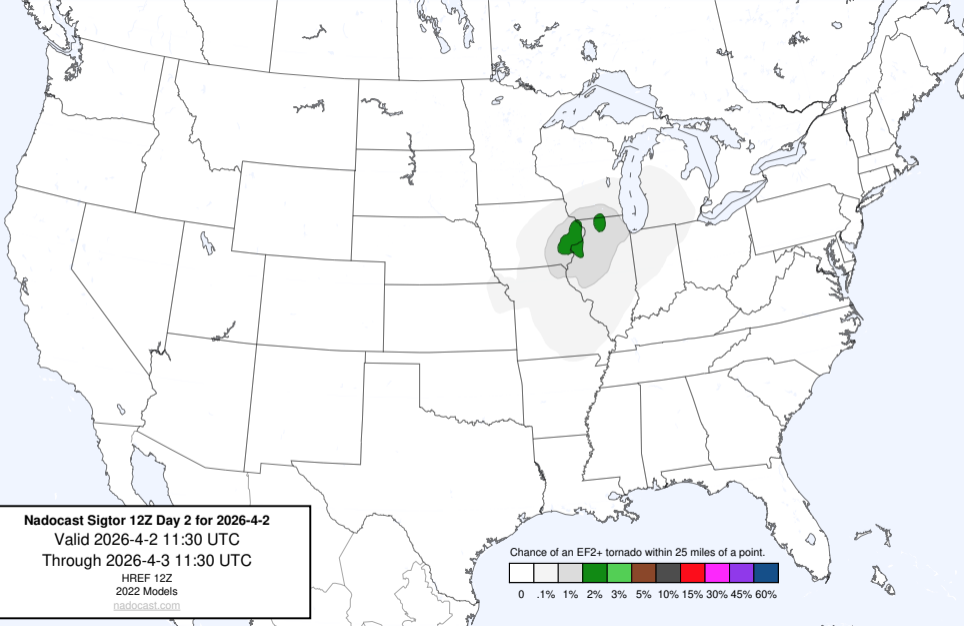 Nadocast Sigtor 12Z Day 2 for 2026-4-2
Valid 2026-4-2 11:30 UTC
Through 2026-4-3 11:30 UTC
HREF 12Z
2022 Models
nadocast.com
Chance of an EF2+ tornado within 25 miles of a point.
0 .1% 1% 2% 3% 5% 10% 15% 30% 45% 60%